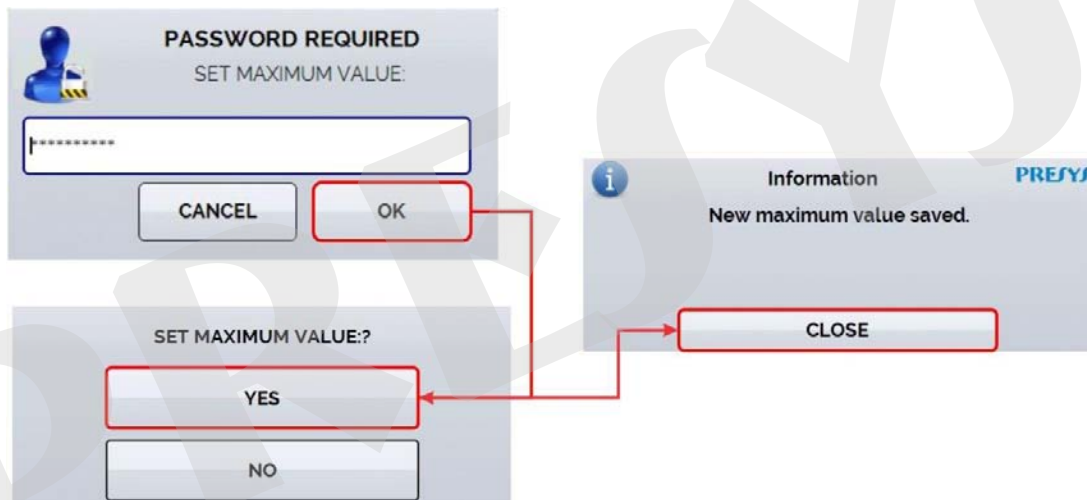 PASSWORD REQUIRED
SET MAXIMUM VALUE:
**********
CANCEL
OK
SET MAXIMUM VALUE:?
YES
NO
Information
PRESYS
New maximum value saved.
CLOSE
PRESYS